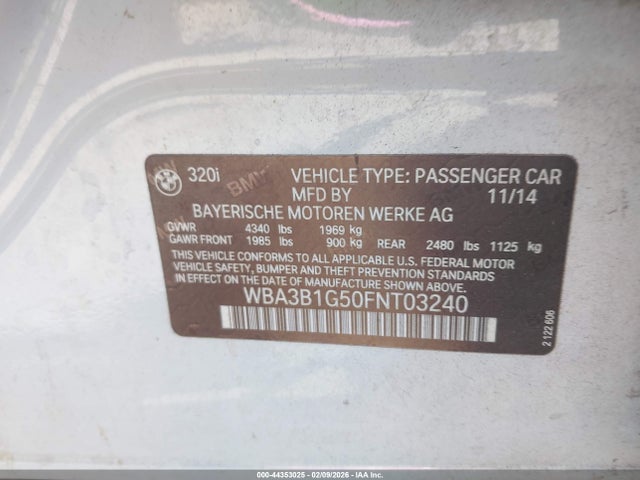 320i VEHICLE TYPE: PASSENGER CAR
BMW MFD BY 11/14
BAYERISCHE MOTOREN WERKE AG
GVWR 4340 lbs 1969 kg
GAWR FRONT 1985 lbs 900 kg REAR 2480 lbs 1125 kg
THIS VEHICLE CONFORMS TO ALL APPLICABLE U.S. FEDERAL MOTOR
VEHICLE SAFETY, BUMPER AND THEFT PREVENTION STANDARDS
IN EFFECT ON THE DATE OF MANUFACTURE SHOWN ABOVE.
WBA3B1G50FNT03240
2 122 606
000-44353025 - 02/09/2026 - IAA Inc.